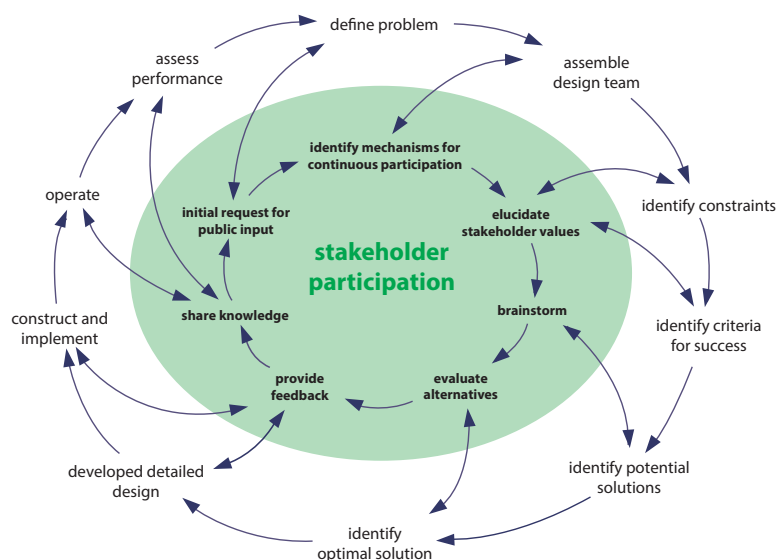 define problem
assess
performance
assemble
design team
identify mechanisms for
continuous participation
operate
initial request for
public input
elucidate
stakeholder values
identify constraints
stakeholder
participation
construct and
implement
share knowledge
brainstorm
identify criteria
for success
provide
feedback
evaluate
alternatives
developed detailed
design
identify potential
solutions
identify
optimal solution